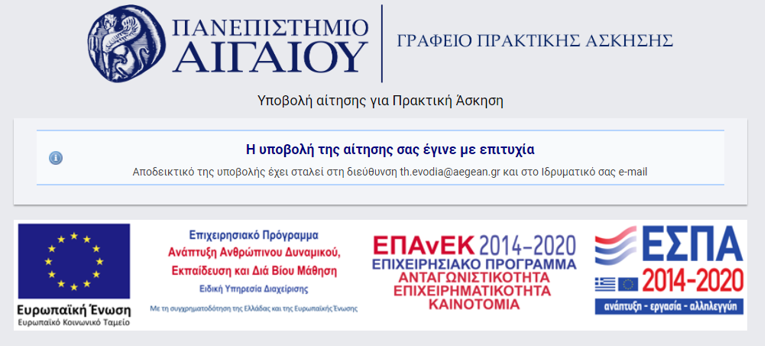 ΠΑΝΕΠΙΣΤΗΜΙΟ
ΑΙΓΑΙΟΥ
ΓΡΑΦΕΙΟ ΠΡΑΚΤΙΚΗΣ ΑΣΚΗΣΗΣ
Υποβολή αίτησης για Πρακτική Άσκηση
Η υποβολή της αίτησης σας έγινε με επιτυχία
Αποδεικτικό της υποβολής έχει σταλεί στη διεύθυνση th.evodia@aegean.gr και στο Ιδρυματικό σας e-mail
Ευρωπαϊκή Ένωση
Ευρωπαϊκό Κοινωνικό Ταμείο
Επιχειρησιακό Πρόγραμμα
Ανάπτυξη Ανθρώπινου Δυναμικού,
Εκπαίδευση και Διά Βίου Μάθηση
Ειδική Υπηρεσία Διαχείρισης
Με τη συγχρηματοδότηση της Ελλάδας και της Ευρωπαϊκής Ένωσης
ΕΠΑνΕΚ 2014-2020
ΕΠΙΧΕΙΡΗΣΙΑΚΟ ΠΡΟΓΡΑΜΜΑ
ΑΝΤΑΓΩΝΙΣΤΙΚΟΤΗΤΑ
ΕΠΙΧΕΙΡΗΜΑΤΙΚΟΤΗΤΑ
ΚΑΙΝΟΤΟΜΙΑ
ΕΣΠΑ
2014-2020
ανάπτυξη - εργασία - αλληλεγγύη